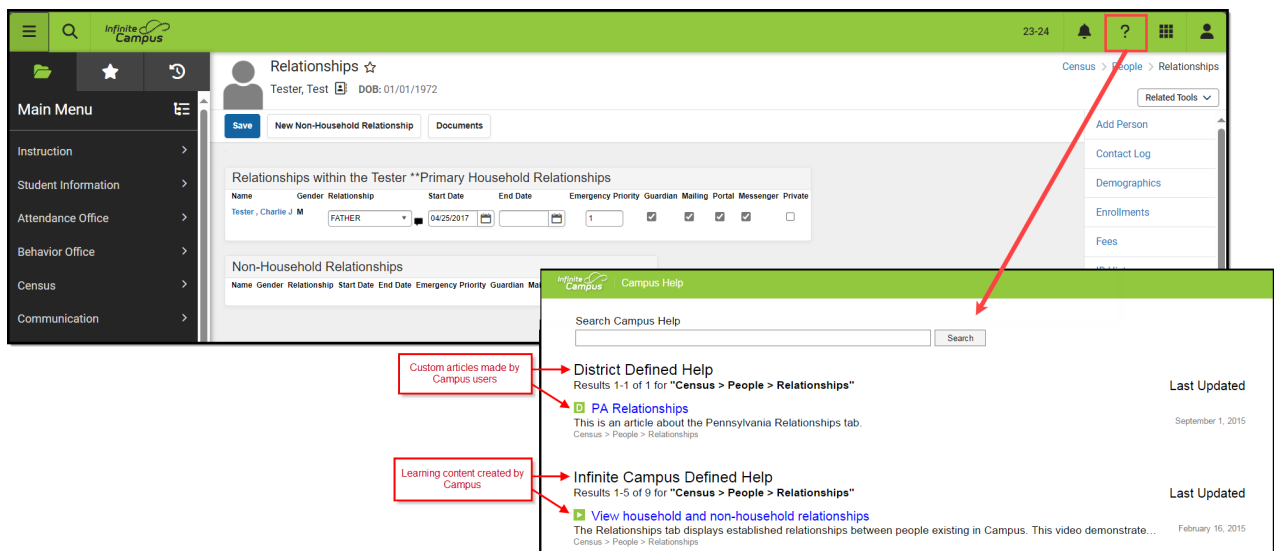 Infinite Campus
23-24
?
Relationships
Tester, Test DOB: 01/01/1972
Census > People > Relationships
Related Tools
Main Menu
Save New Non-Household Relationship Documents
Add Person
Contact Log
Demographics
Enrollments
Fees
Instruction
Student Information
Attendance Office
Behavior Office
Census
Communication
Relationships within the Tester **Primary Household Relationships
Name Gender Relationship Start Date End Date Emergency Priority Guardian Mailing Portal Messenger Private
Tester , Charlie J M FATHER 04/25/2017 1
Non-Household Relationships
Name Gender Relationship Start Date End Date Emergency Priority Guardian Mai
Infinite Campus Campus Help
Search Campus Help
Search
Custom articles made by
Campus users
District Defined Help
Results 1-1 of 1 for "Census > People > Relationships" Last Updated
D PA Relationships
This is an article about the Pennsylvania Relationships tab. September 1, 2015
Census > People > Relationships
Learning content created by
Campus
Infinite Campus Defined Help
Results 1-5 of 9 for "Census > People > Relationships" Last Updated
View household and non-household relationships
The Relationships tab displays established relationships between people existing in Campus. This video demonstrate... February 16, 2015
Census > People > Relationships